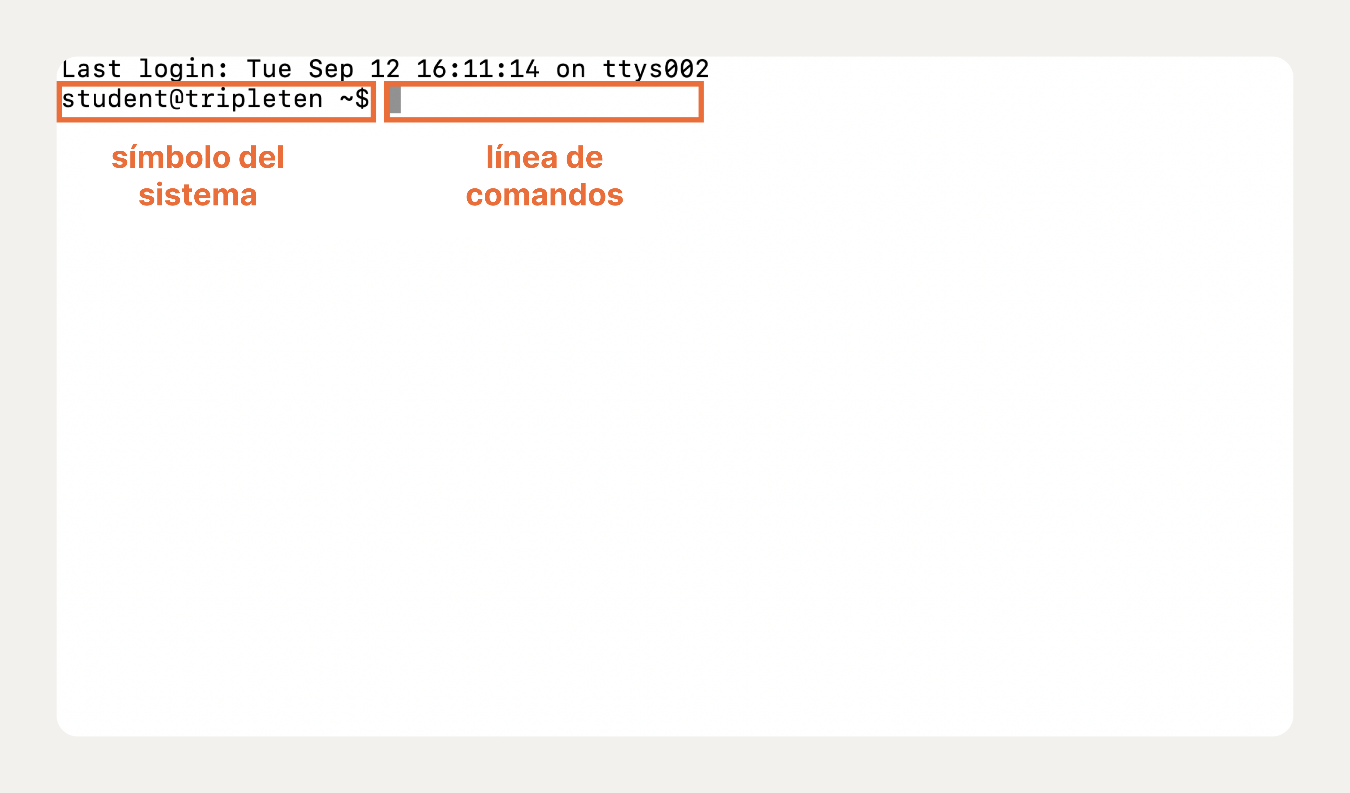 Last login: Tue Sep 12 16:11:14 on ttys002
student@tripleten ~$
símbolo del
sistema
línea de
comandos